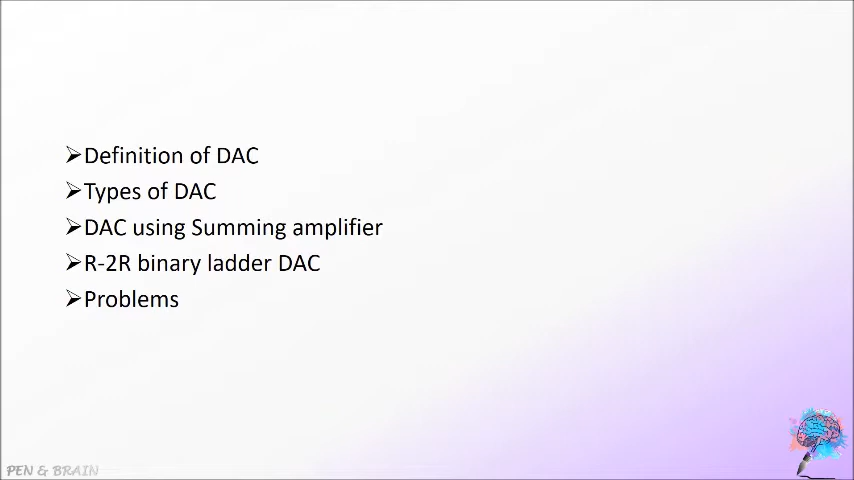 ➢Definition of DAC
➢Types of DAC
➢DAC using Summing amplifier
➢R-2R binary ladder DAC
➢Problems
PEN & BRAIN